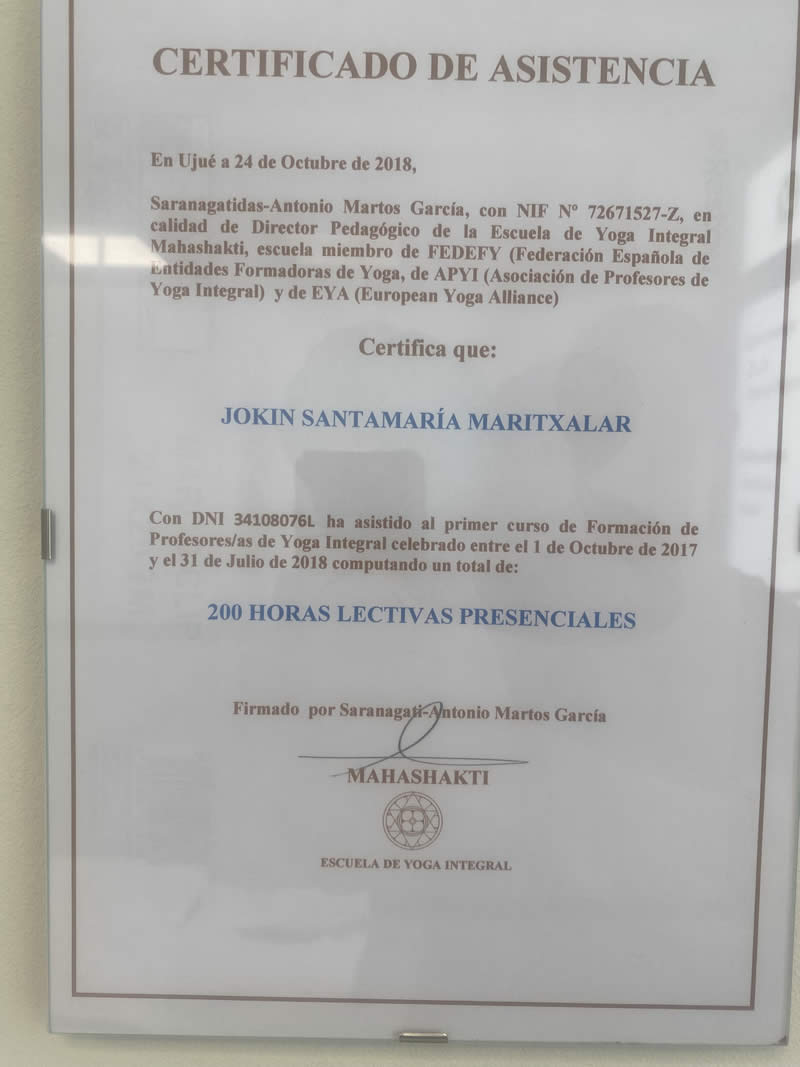 CERTIFICADO DE ASISTENCIA
En Ujué a 24 de Octubre de 2018,
Saranagatidas-Antonio Martos García, con NIF Nº 72671527-Z, en
calidad de Director Pedagógico de la Escuela de Yoga Integral
Mahashakti, escuela miembro de FEDEFY (Federación Española de
Entidades Formadoras de Yoga, de APYI (Asociación de Profesores de
Yoga Integral) y de EYA (European Yoga Alliance)
Certifica que:
JOKIN SANTAMARÍA MARITXALAR
Con DNI 34108076L ha asistido al primer curso de Formación de
Profesores/as de Yoga Integral celebrado entre el 1 de Octubre de 2017
y el 31 de Julio de 2018 computando un total de:
200 HORAS LECTIVAS PRESENCIALES
Firmado por Saranagati-Antonio Martos García
MAHASHAKTI
ESCUELA DE YOGA INTEGRAL